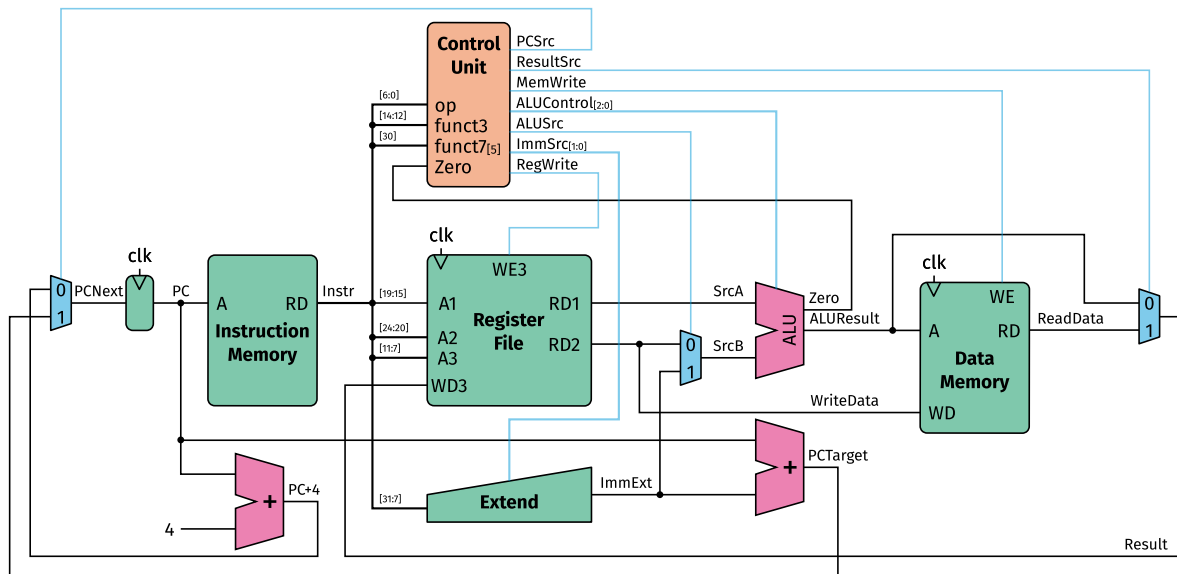 Control
Unit
op
funct3
funct7[5]
Zero
PCSrc
ResultSrc
MemWrite
ALUControl[2:0]
ALUSrc
ImmSrc[1:0]
RegWrite
[6:0]
[14:12]
[30]
0
1
PCNext
clk
PC
A
RD
Instruction
Memory
Instr
clk
WE3
[19:15]
A1
RD1
[24:20]
A2
RD2
[11:7]
A3
WD3
Register
File
SrcA
0
1
SrcB
ALU
Zero
ALUResult
clk
WE
A
RD
Data
Memory
WD
ReadData
0
1
WriteData
PC+4
+
4
[31:7]
Extend
ImmExt
+
PCTarget
Result